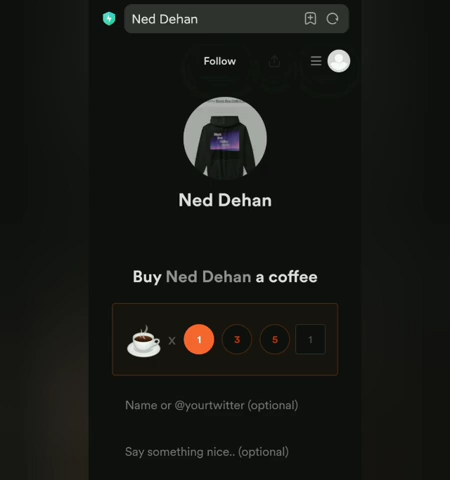 Ned Dehan
Follow
Ned Dehan
Buy Ned Dehan a coffee
x 1 3 5 1
Name or @yourtwitter (optional)
Say something nice.. (optional)